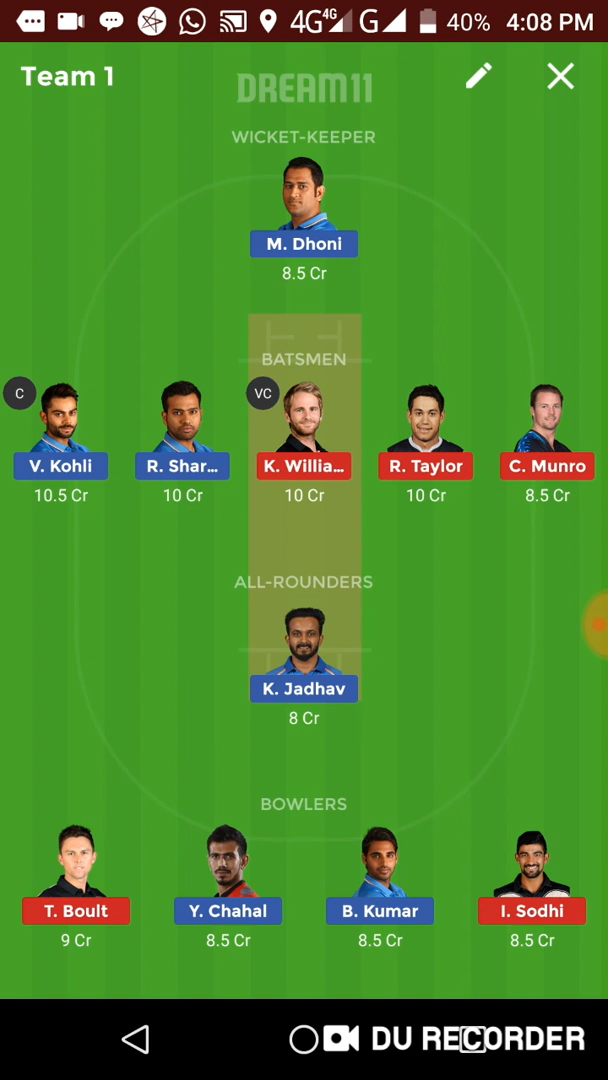 4G 4G G 40% 4:08 PM
Team 1
DREAM11
WICKET-KEEPER
M. Dhoni
8.5 Cr
BATSMEN
C VC
V. Kohli R. Shar... K. Willia... R. Taylor C. Munro
10.5 Cr 10 Cr 10 Cr 10 Cr 8.5 Cr
ALL-ROUNDERS
K. Jadhav
8 Cr
BOWLERS
T. Boult Y. Chahal B. Kumar I. Sodhi
9 Cr 8.5 Cr 8.5 Cr 8.5 Cr
DU RECORDER